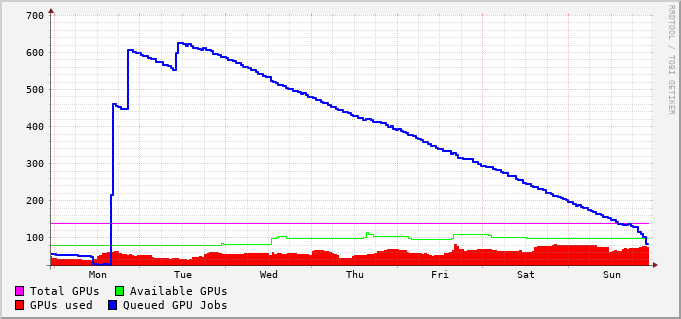 700
600
500
400
300
200
100
Mon Tue Wed Thu Fri Sat Sun
Total GPUs Available GPUs
GPUs used Queued GPU Jobs
RRDTOOL / TOBI OETIKER